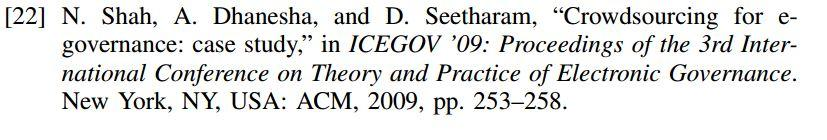 [22] N. Shah, A. Dhanesha, and D. Seetharam, “Crowdsourcing for e-
governance: case study,” in ICEGOV ’09: Proceedings of the 3rd Inter-
national Conference on Theory and Practice of Electronic Governance.
New York, NY, USA: ACM, 2009, pp. 253–258.